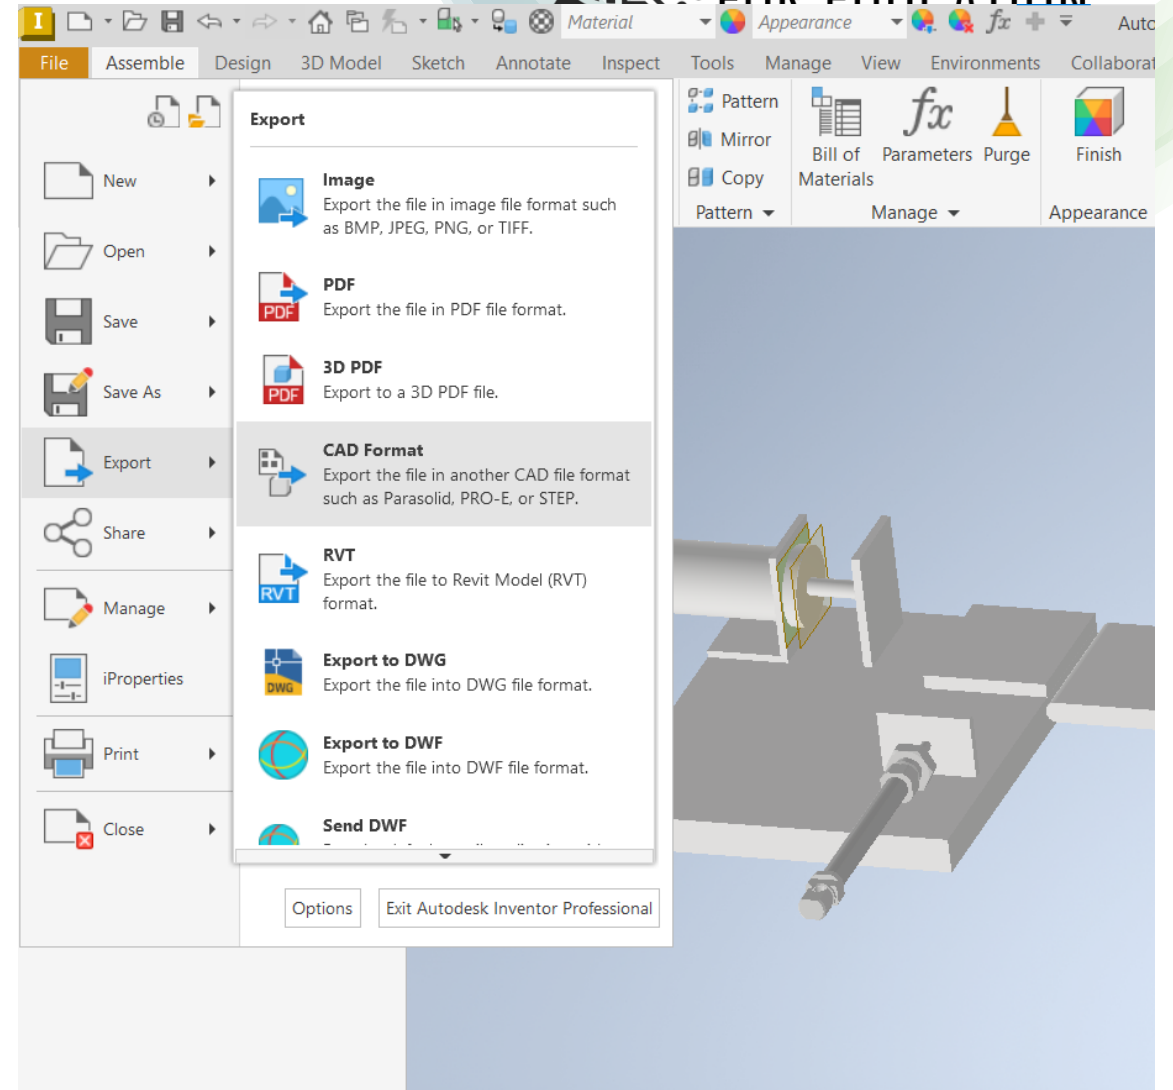 Material
Appearance
Auto
File
Assemble
Design
3D Model
Sketch
Annotate
Inspect
Tools
Manage
View
Environments
Collaborat
New
Open
Save
Save As
Export
Share
Manage
iProperties
Print
Close
Export
Image
Export the file in image file format such
as BMP, JPEG, PNG, or TIFF.
PDF
PDF
Export the file in PDF file format.
3D PDF
PDF
Export to a 3D PDF file.
CAD Format
Export the file in another CAD file format
such as Parasolid, PRO-E, or STEP.
RVT
RVT
Export the file to Revit Model (RVT)
format.
Export to DWG
DWG
Export the file into DWG file format.
Export to DWF
Export the file into DWF file format.
Send DWF
Options
Exit Autodesk Inventor Professional
Pattern
Mirror
Copy
Pattern
fx
Bill of
Materials
fx
Parameters
Purge
Manage
Finish
Appearance